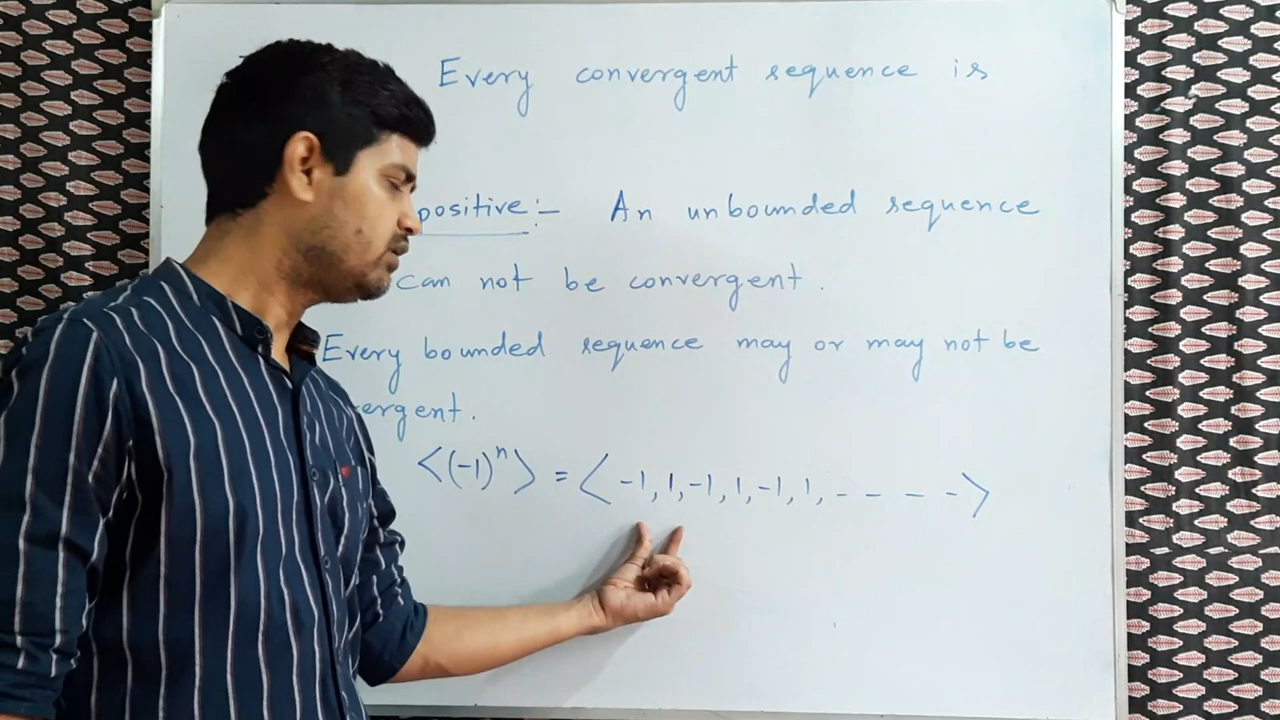 Every convergent sequence is
positive:- An unbounded sequence
can not be convergent.
Every bounded sequence may or may not be
ergent.
<(-1)ⁿ> = < -1, 1, -1, 1, -1, 1, - - - - >